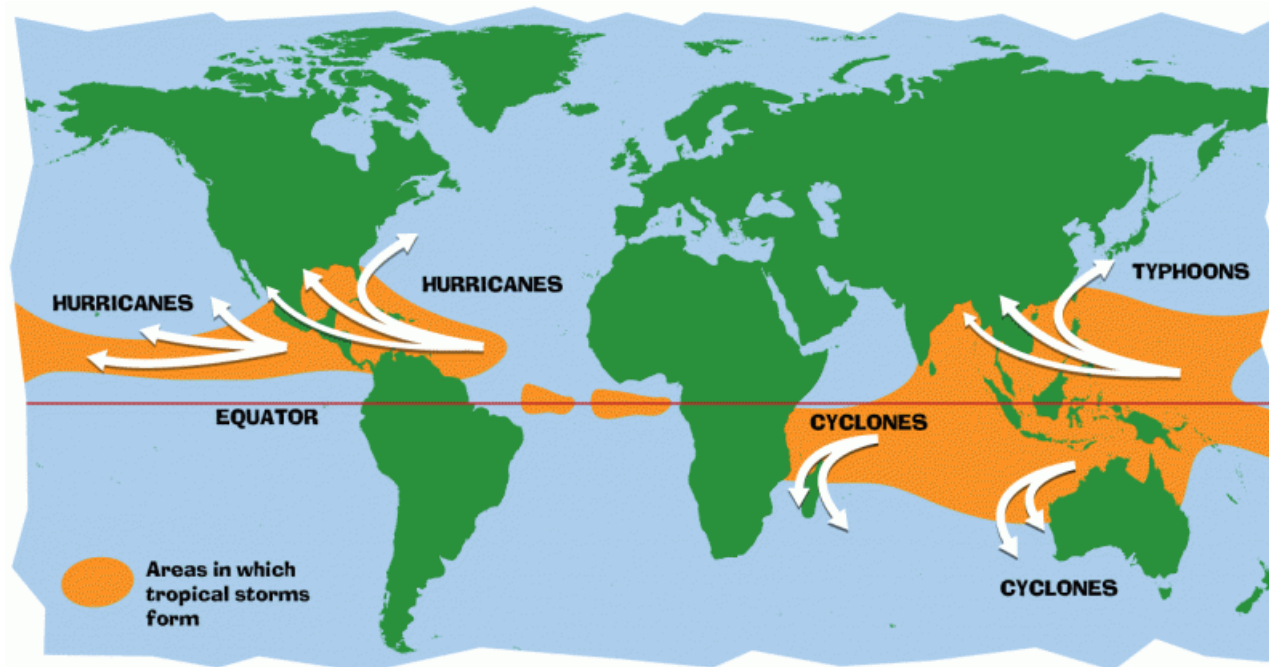 HURRICANES
HURRICANES
TYPHOONS
EQUATOR
CYCLONES
CYCLONES
Areas in which
tropical storms
form